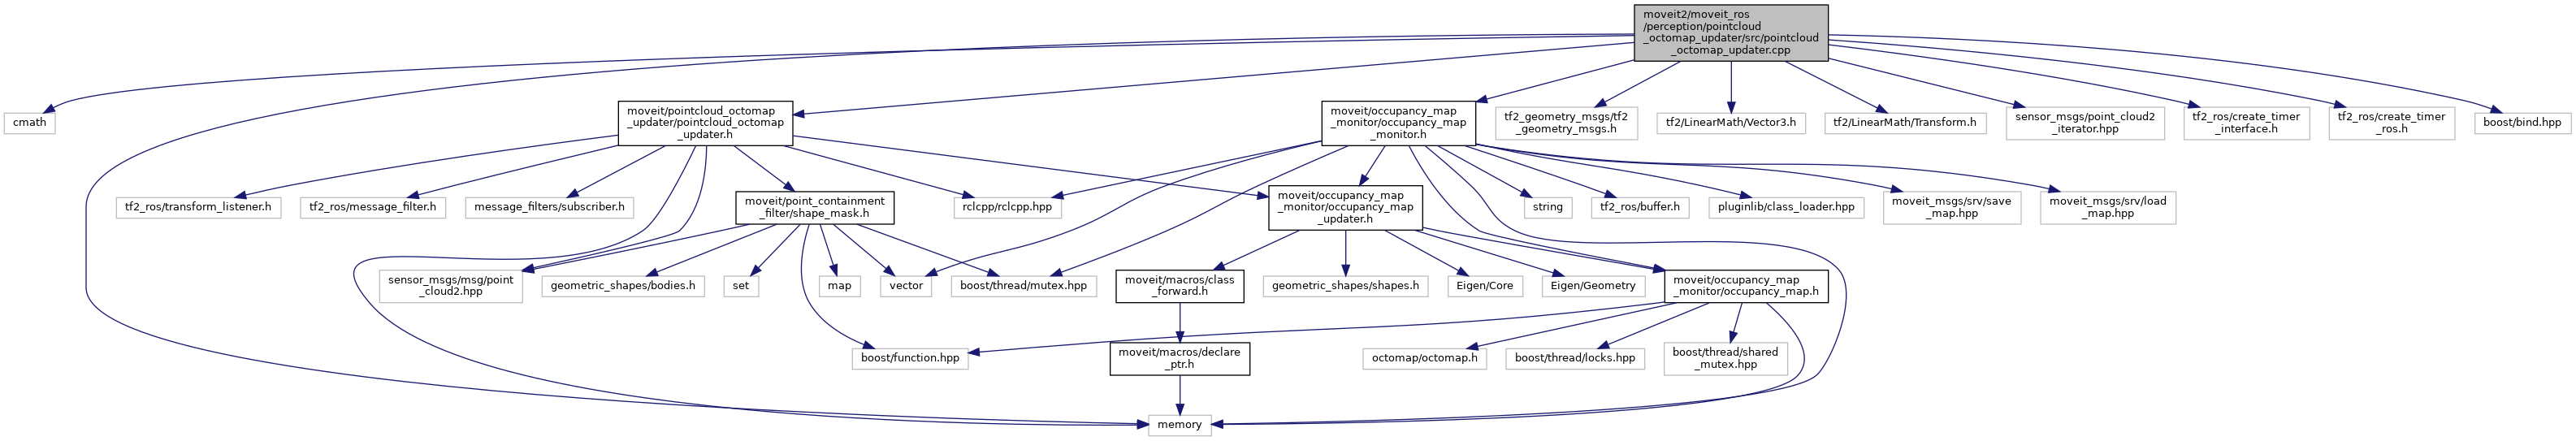 moveit2/moveit_ros
/perception/pointcloud
_octomap_updater/src/pointcloud
_octomap_updater.cpp
cmath
moveit/pointcloud_octomap
_updater/pointcloud_octomap
_updater.h
moveit/occupancy_map
_monitor/occupancy_map
_monitor.h
tf2_geometry_msgs/tf2
_geometry_msgs.h
tf2/LinearMath/Vector3.h
tf2/LinearMath/Transform.h
sensor_msgs/point_cloud2
_iterator.hpp
tf2_ros/create_timer
_interface.h
tf2_ros/create_timer
_ros.h
boost/bind.hpp
tf2_ros/transform_listener.h
tf2_ros/message_filter.h
message_filters/subscriber.h
moveit/point_containment
_filter/shape_mask.h
rclcpp/rclcpp.hpp
moveit/occupancy_map
_monitor/occupancy_map
_updater.h
string
tf2_ros/buffer.h
pluginlib/class_loader.hpp
moveit_msgs/srv/save
_map.hpp
moveit_msgs/srv/load
_map.hpp
sensor_msgs/msg/point
_cloud2.hpp
geometric_shapes/bodies.h
set
map
vector
boost/thread/mutex.hpp
moveit/macros/class
_forward.h
geometric_shapes/shapes.h
Eigen/Core
Eigen/Geometry
moveit/occupancy_map
_monitor/occupancy_map.h
boost/function.hpp
moveit/macros/declare
_ptr.h
octomap/octomap.h
boost/thread/locks.hpp
boost/thread/shared
_mutex.hpp
memory